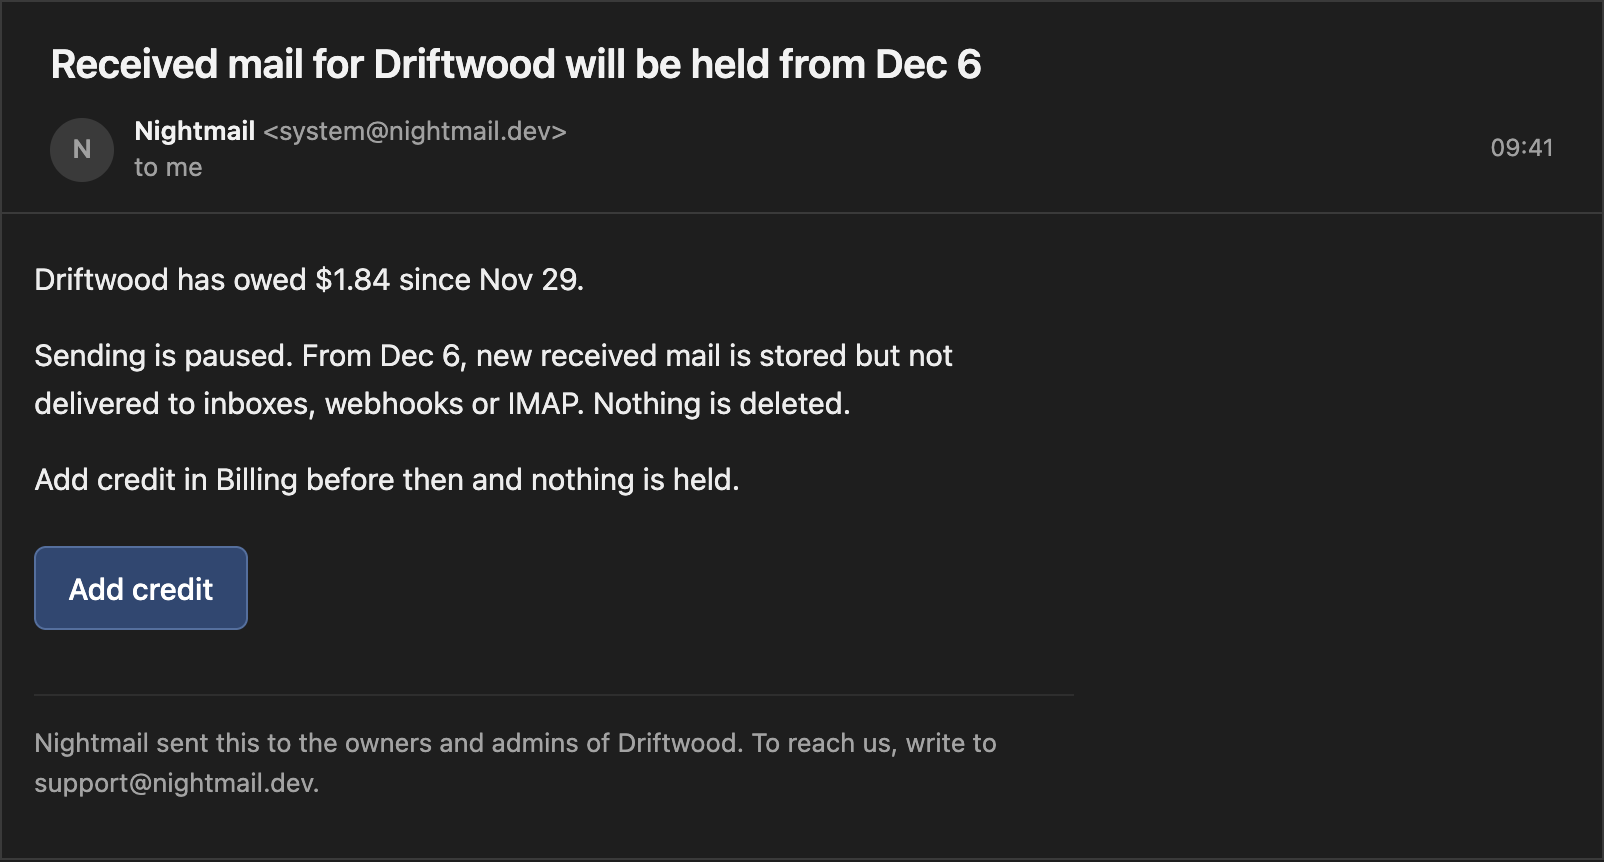 Received mail for Driftwood will be held from Dec 6
N
Nightmail <system@nightmail.dev>
to me
09:41
Driftwood has owed $1.84 since Nov 29.
Sending is paused. From Dec 6, new received mail is stored but not
delivered to inboxes, webhooks or IMAP. Nothing is deleted.
Add credit in Billing before then and nothing is held.
Add credit
Nightmail sent this to the owners and admins of Driftwood. To reach us, write to
support@nightmail.dev.